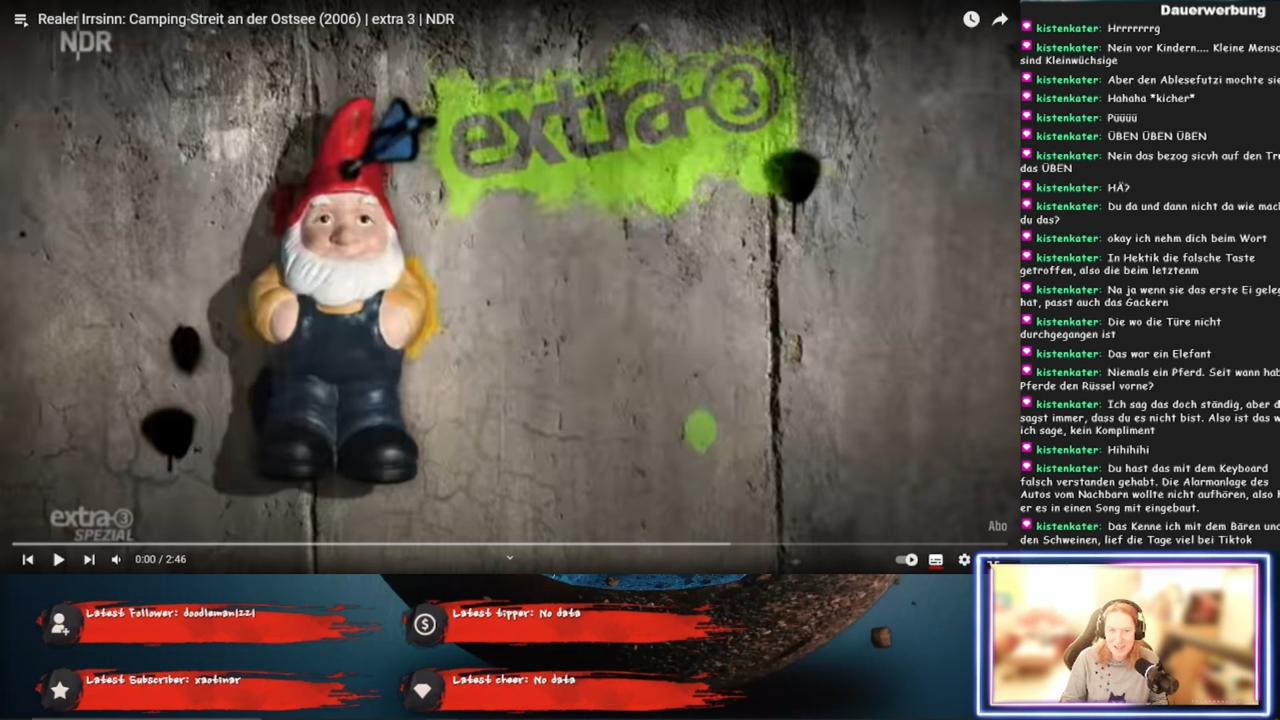 Realer Irrsinn: Camping-Streit an der Ostsee (2006) | extra 3 | NDR
NDR
extra 3
extra 3
SPEZIAL
Abo
0:00 / 2:46
Dauerwerbung
kistenkater: Hrrrrrrrg
kistenkater: Nein vor Kindern.... Kleine
sind Kleinwüchsige
kistenkater: Aber den Ablesefutzi mochte
kistenkater: Hahaha *kicher*
kistenkater: Püüüü
kistenkater: ÜBEN ÜBEN ÜBEN
kistenkater: Nein das bezog sicvh auf den
das ÜBEN
kistenkater: HÄ?
kistenkater: Du da und dann nicht da wie
du das?
kistenkater: okay ich nehm dich beim Wort
kistenkater: In Hektik die falsche Taste
getroffen, also die beim letztenm
kistenkater: Na ja wenn sie das erste Ei
hat, passt auch das Gackern
kistenkater: Die wo die Türe nicht
durchgegangen ist
kistenkater: Das war ein Elefant
kistenkater: Niemals ein Pferd. Seit wann
Pferde den Rüssel vorne?
kistenkater: Ich sag das doch ständig, aber
sagst immer, dass du es nicht bist. Also ist das
ich sage, kein Kompliment
kistenkater: Hihihihi
kistenkater: Du hast das mit dem Keyboard
falsch verstanden gehabt. Die Alarmanlage des
Autos vom Nachbarn wollte nicht aufhören, also
er es in einen Song mit eingebaut.
kistenkater: Das Kenne ich mit dem Bären
den Schweinen, lief die Tage viel bei Tiktok
Latest Follower: doodleman1221
Latest tipper: No data
Latest Subscriber: xaotinar
Latest cheer: No data